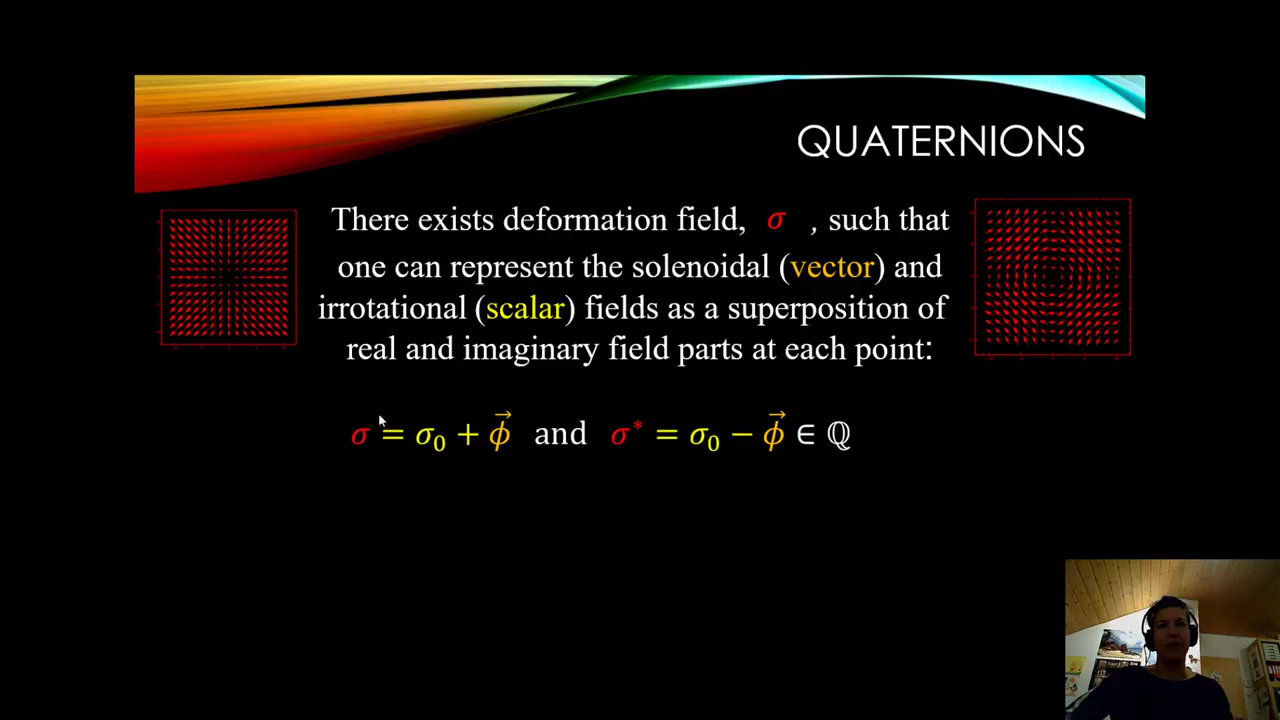 QUATERNIONS
There exists deformation field, σ , such that
one can represent the solenoidal (vector) and
irrotational (scalar) fields as a superposition of
real and imaginary field parts at each point:
σ = σ₀ + ϕ⃗ and σ* = σ₀ − ϕ⃗ ∈ ℚ